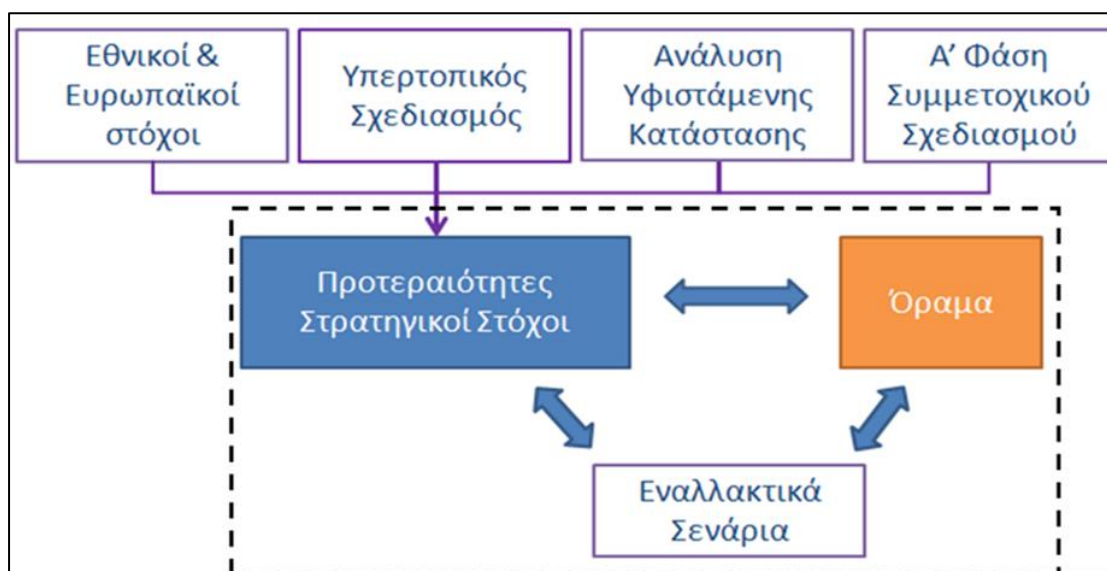 Εθνικοί &
Ευρωπαϊκοί
στόχοι
Υπερτοπικός
Σχεδιασμός
Ανάλυση
Υφιστάμενης
Κατάστασης
Α’ Φάση
Συμμετοχικού
Σχεδιασμού
Προτεραιότητες
Στρατηγικοί Στόχοι
Όραμα
Εναλλακτικά
Σενάρια